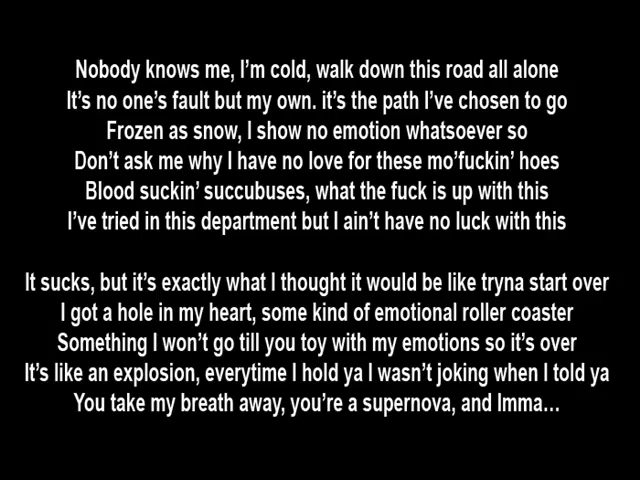 Nobody knows me, I’m cold, walk down this road all alone
It’s no one’s fault but my own. it’s the path I’ve chosen to go
Frozen as snow, I show no emotion whatsoever so
Don’t ask me why I have no love for these mo’fuckin’ hoes
Blood suckin’ succubuses, what the fuck is up with this
I’ve tried in this department but I ain’t have no luck with this
It sucks, but it’s exactly what I thought it would be like tryna start over
I got a hole in my heart, some kind of emotional roller coaster
Something I won’t go till you toy with my emotions so it’s over
It’s like an explosion, everytime I hold ya I wasn’t joking when I told ya
You take my breath away, you’re a supernova, and Imma…